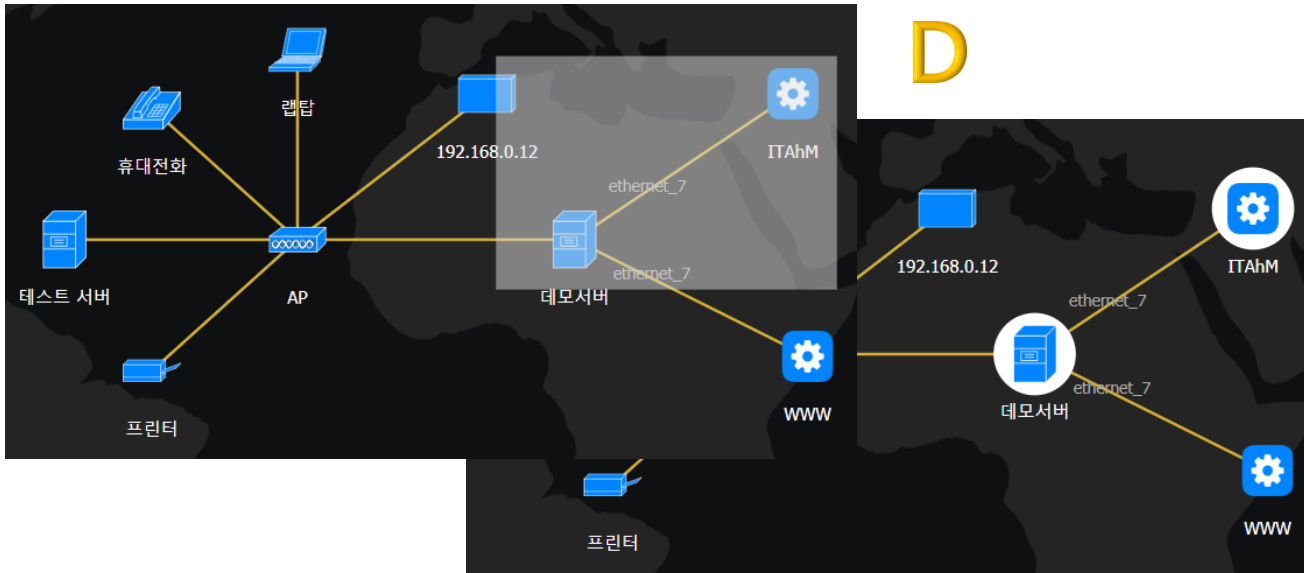 랩탑
휴대전화
192.168.0.12
ITAhM
ethernet_7
테스트 서버
AP
ethernet_7
데모서버
프린터
WWW
D
192.168.0.12
ITAhM
ethernet_7
ethernet_7
데모서버
프린터
WWW